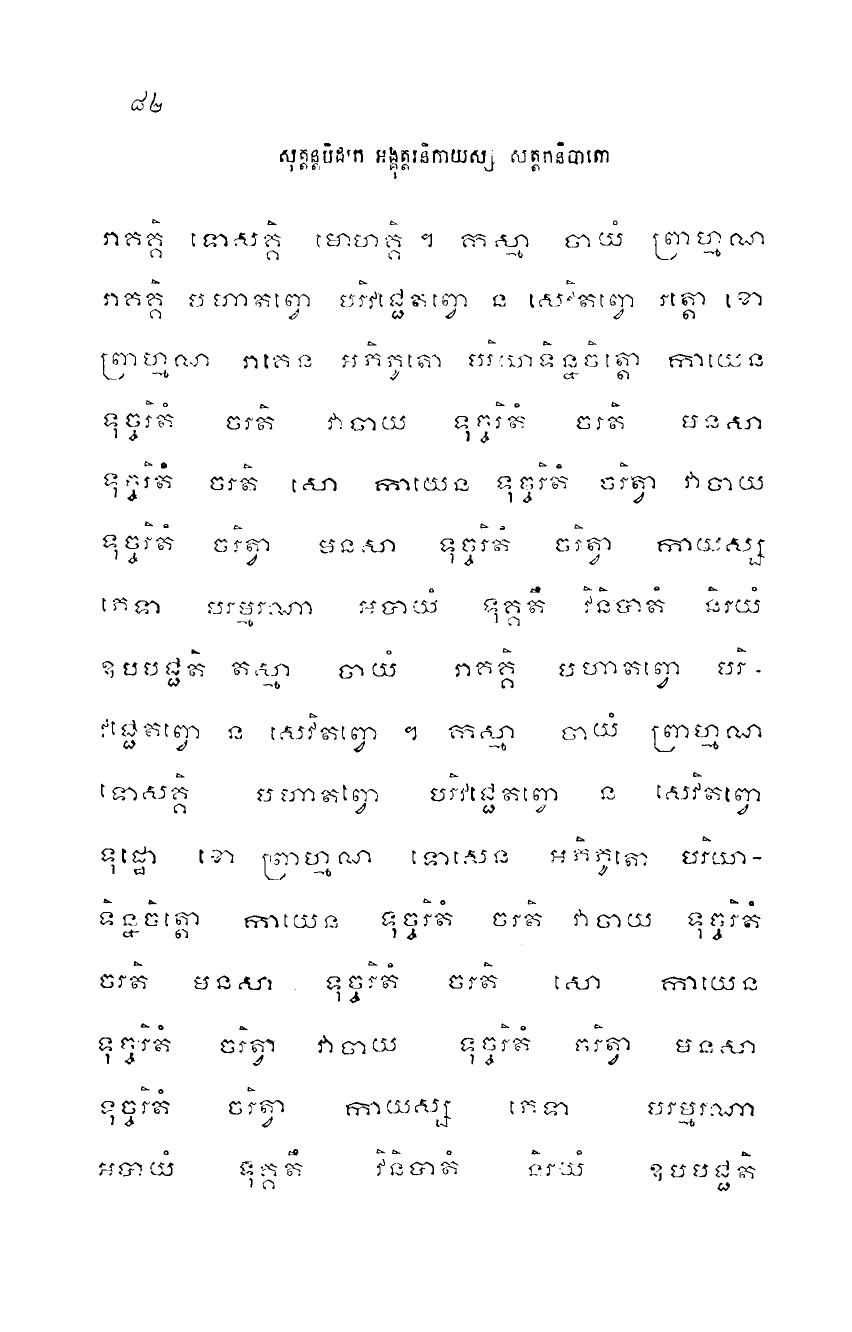 ៨២
សុត្តន្តបិដកេ អង្គុត្តរនិកាយស្ស សត្តកនិបាតោ
រាគគ្គិ ទោសគ្គិ មោហគ្គិ ។ កស្មា ចាយំ ព្រាហ្មណ
រាគគ្គិ បហាតព្វោ បរិវជ្ជេតព្វោ ន សេវិតព្វោ រត្តោ ខោ
ព្រាហ្មណ រាគេន អភិភូតោ បរិយាទិន្នចិត្តោ កាយេន
ទុច្ចរិតំ ចរតិ វាចាយ ទុច្ចរិតំ ចរតិ មនសា
ទុច្ចរិតំ ចរតិ សោ កាយេន ទុច្ចរិតំ ចរិត្វា វាចាយ
ទុច្ចរិតំ ចរិត្វា មនសា ទុច្ចរិតំ ចរិត្វា កាយស្ស
ភេទា បរម្មរណា អបាយំ ទុគ្គតឹ វិនិបាតំ និរយំ
ឧបបជ្ជតិ តស្មា ចាយំ រាគគ្គិ បហាតព្វោ បរិ-
វជ្ជេតព្វោ ន សេវិតព្វោ ។ កស្មា ចាយំ ព្រាហ្មណ
ទោសគ្គិ បហាតព្វោ បរិវជ្ជេតព្វោ ន សេវិតព្វោ
ទុដ្ឋោ ខោ ព្រាហ្មណ ទោសេន អភិភូតោ បរិយា-
ទិន្នចិត្តោ កាយេន ទុច្ចរិតំ ចរតិ វាចាយ ទុច្ចរិតំ
ចរតិ មនសា ទុច្ចរិតំ ចរតិ សោ កាយេន
ទុច្ចរិតំ ចរិត្វា វាចាយ ទុច្ចរិតំ ចរិត្វា មនសា
ទុច្ចរិតំ ចរិត្វា កាយស្ស ភេទា បរម្មរណា
អបាយំ ទុគ្គតឹ វិនិបាតំ និរយំ ឧបបជ្ជតិ